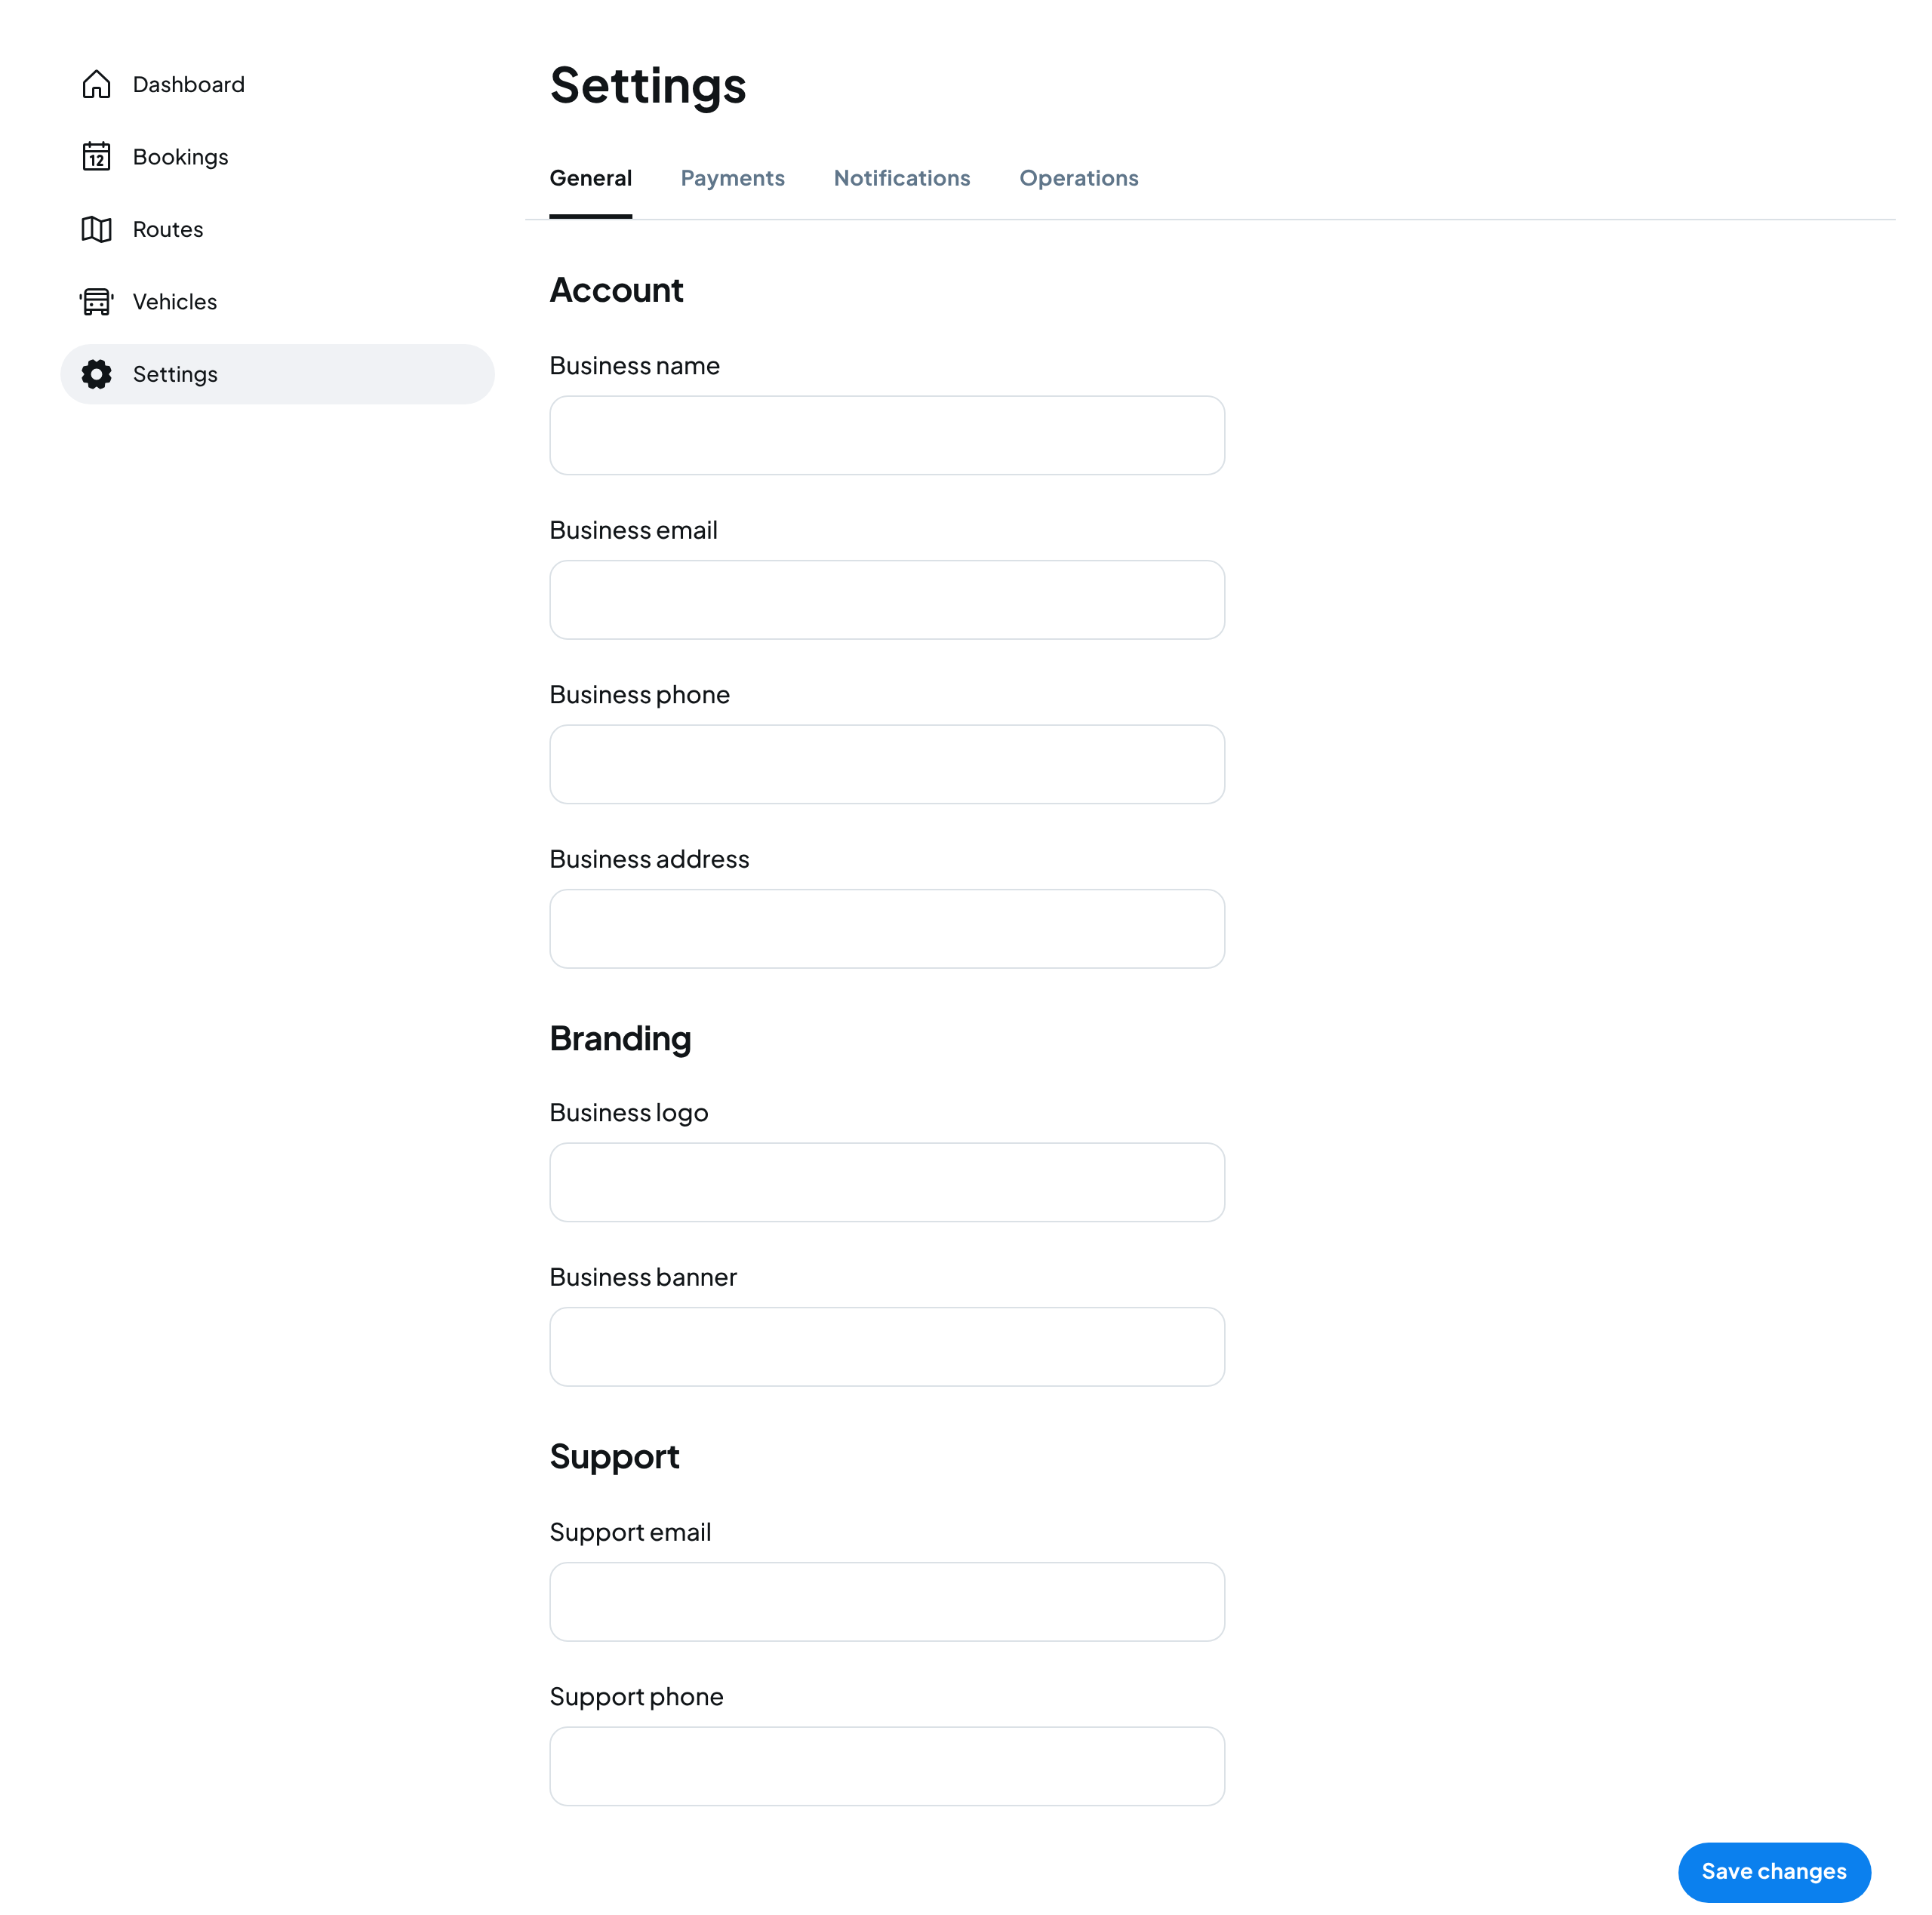 Dashboard
12
Bookings
Routes
Vehicles
Settings
Settings
General Payments Notifications Operations
Account
Business name
Business email
Business phone
Business address
Branding
Business logo
Business banner
Support
Support email
Support phone
Save changes